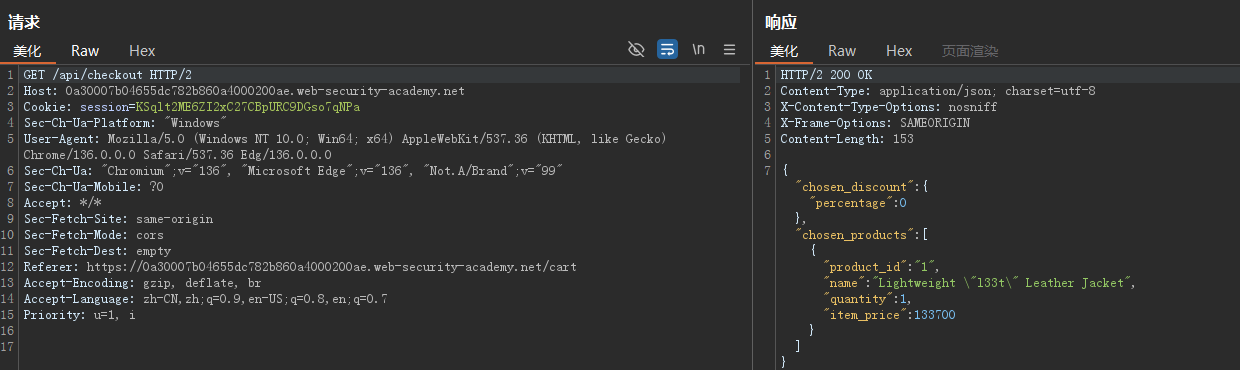 请求
美化 Raw Hex \n
1 GET /api/checkout HTTP/2
2 Host: 0a30007b04655dc782b860a4000200ae.web-security-academy.net
3 Cookie: session=KSqlt2ME6ZI2xC27CBpURC9DGso7qNPa
4 Sec-Ch-Ua-Platform: "Windows"
5 User-Agent: Mozilla/5.0 (Windows NT 10.0; Win64; x64) AppleWebKit/537.36 (KHTML, like Gecko)
Chrome/136.0.0.0 Safari/537.36 Edg/136.0.0.0
6 Sec-Ch-Ua: "Chromium";v="136", "Microsoft Edge";v="136", "Not.A/Brand";v="99"
7 Sec-Ch-Ua-Mobile: ?0
8 Accept: */*
9 Sec-Fetch-Site: same-origin
10 Sec-Fetch-Mode: cors
11 Sec-Fetch-Dest: empty
12 Referer: https://0a30007b04655dc782b860a4000200ae.web-security-academy.net/cart
13 Accept-Encoding: gzip, deflate, br
14 Accept-Language: zh-CN,zh;q=0.9,en-US;q=0.8,en;q=0.7
15 Priority: u=1, i
16
17
响应
美化 Raw Hex 页面渲染
1 HTTP/2 200 OK
2 Content-Type: application/json; charset=utf-8
3 X-Content-Type-Options: nosniff
4 X-Frame-Options: SAMEORIGIN
5 Content-Length: 153
6
7 {
"chosen_discount":{
"percentage":0
},
"chosen_products":[
{
"product_id":"1",
"name":"Lightweight \"l33t\" Leather Jacket",
"quantity":1,
"item_price":133700
}
]
}